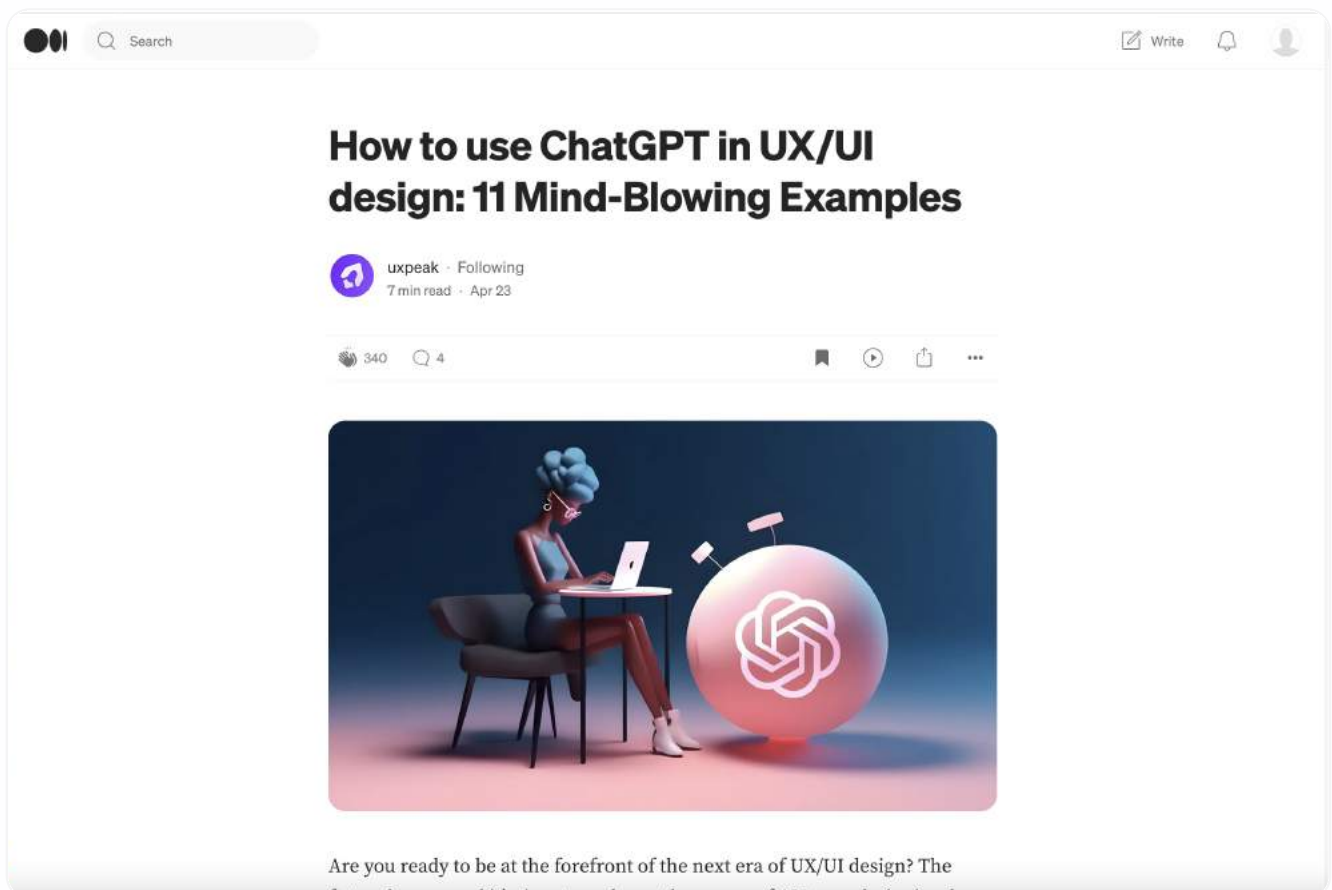 Search
Write
How to use ChatGPT in UX/UI
design: 11 Mind-Blowing Examples
uxpeak · Following
7 min read · Apr 23
340 4
Are you ready to be at the forefront of the next era of UX/UI design? The